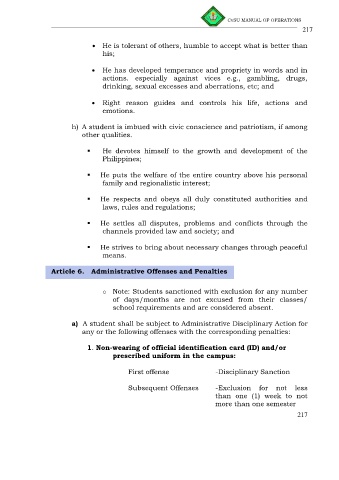 CvSU MANUAL OF OPERATIONS
217
• He is tolerant of others, humble to accept what is better than
his;
• He has developed temperance and propriety in words and in
actions. especially against vices e.g., gambling, drugs,
drinking, sexual excesses and aberrations, etc; and
• Right reason guides and controls his life, actions and
emotions.
h) A student is imbued with civic conscience and patriotism, if among
other qualities.
▪ He devotes himself to the growth and development of the
Philippines;
▪ He puts the welfare of the entire country above his personal
family and regionalistic interest;
▪ He respects and obeys all duly constituted authorities and
laws, rules and regulations;
▪ He settles all disputes, problems and conflicts through the
channels provided law and society; and
▪ He strives to bring about necessary changes through peaceful
means.
Article 6. Administrative Offenses and Penalties
o Note: Students sanctioned with exclusion for any number
of days/months are not excused from their classes/
school requirements and are considered absent.
a) A student shall be subject to Administrative Disciplinary Action for
any or the following offenses with the corresponding penalties:
1. Non-wearing of official identification card (ID) and/or
prescribed uniform in the campus:
First offense -Disciplinary Sanction
Subsequent Offenses -Exclusion for not less
than one (1) week to not
more than one semester
217